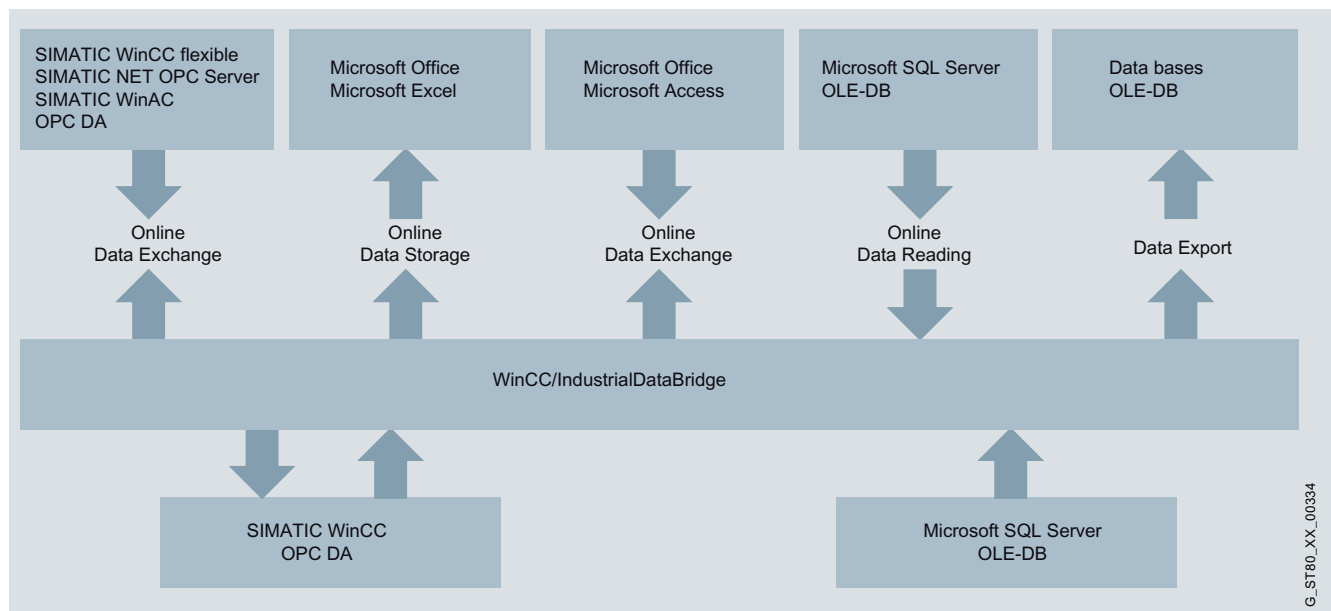 SIMATIC WinCC flexible
SIMATIC NET OPC Server
SIMATIC WinAC
OPC DA
Microsoft Office
Microsoft Excel
Microsoft Office
Microsoft Access
Microsoft SQL Server
OLE-DB
Data bases
OLE-DB
Online
Data Exchange
Online
Data Storage
Online
Data Exchange
Online
Data Reading
Data Export
WinCC/IndustrialDataBridge
SIMATIC WinCC
OPC DA
Microsoft SQL Server
OLE-DB
G_ST80_XX_00334